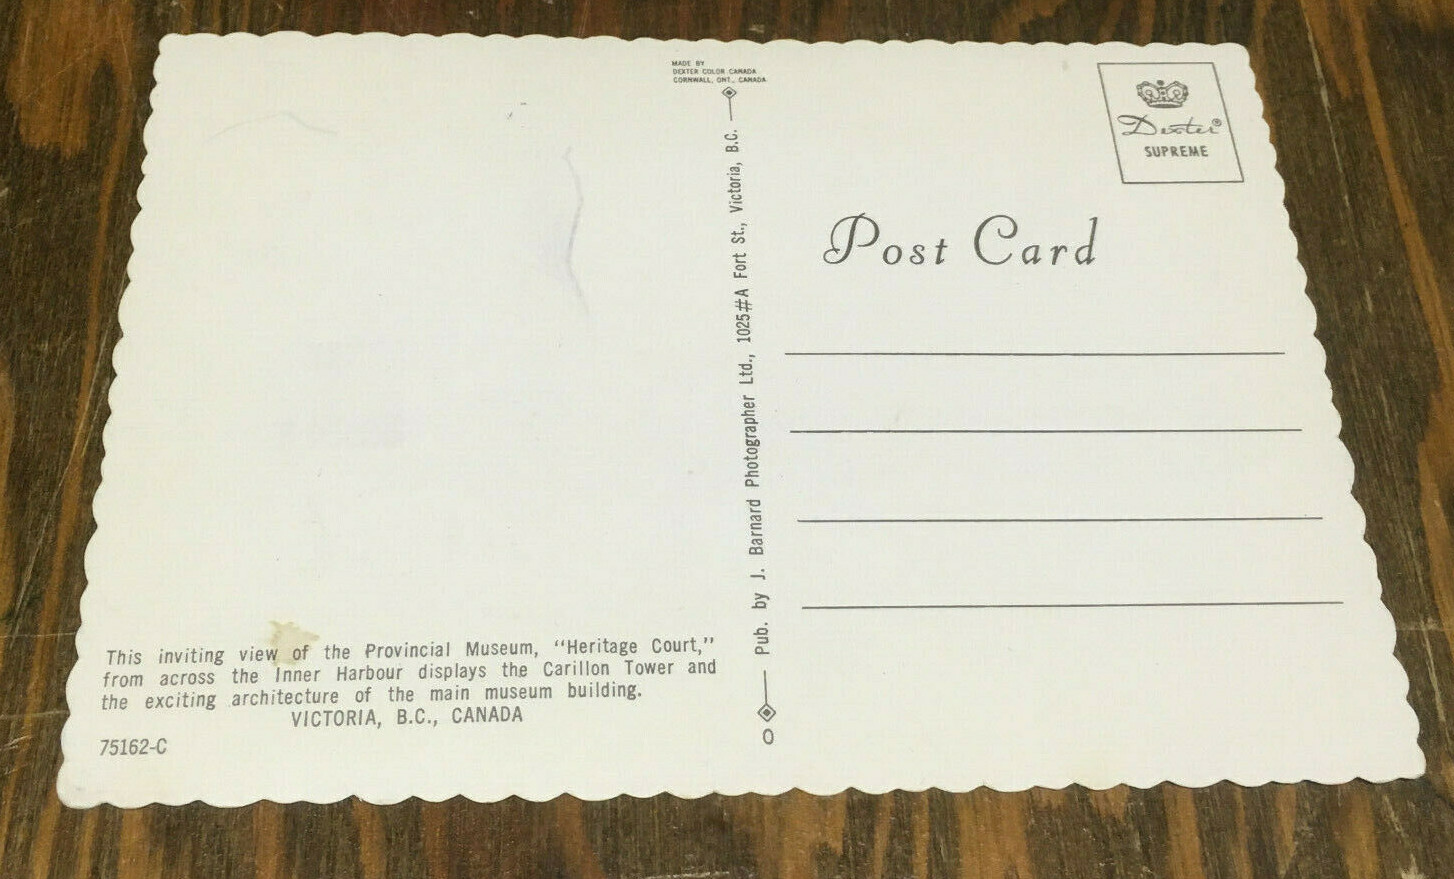 MADE BY
DEXTER COLOR CANADA
CORNWALL, ONT., CANADA
Dexter®
SUPREME
Post Card
Pub. by J. Barnard Photographer Ltd., 1025#A Fort St., Victoria, B.C.
This inviting view of the Provincial Museum, “Heritage Court,”
from across the Inner Harbour displays the Carillon Tower and
the exciting architecture of the main museum building.
VICTORIA, B.C., CANADA
75162-C
O